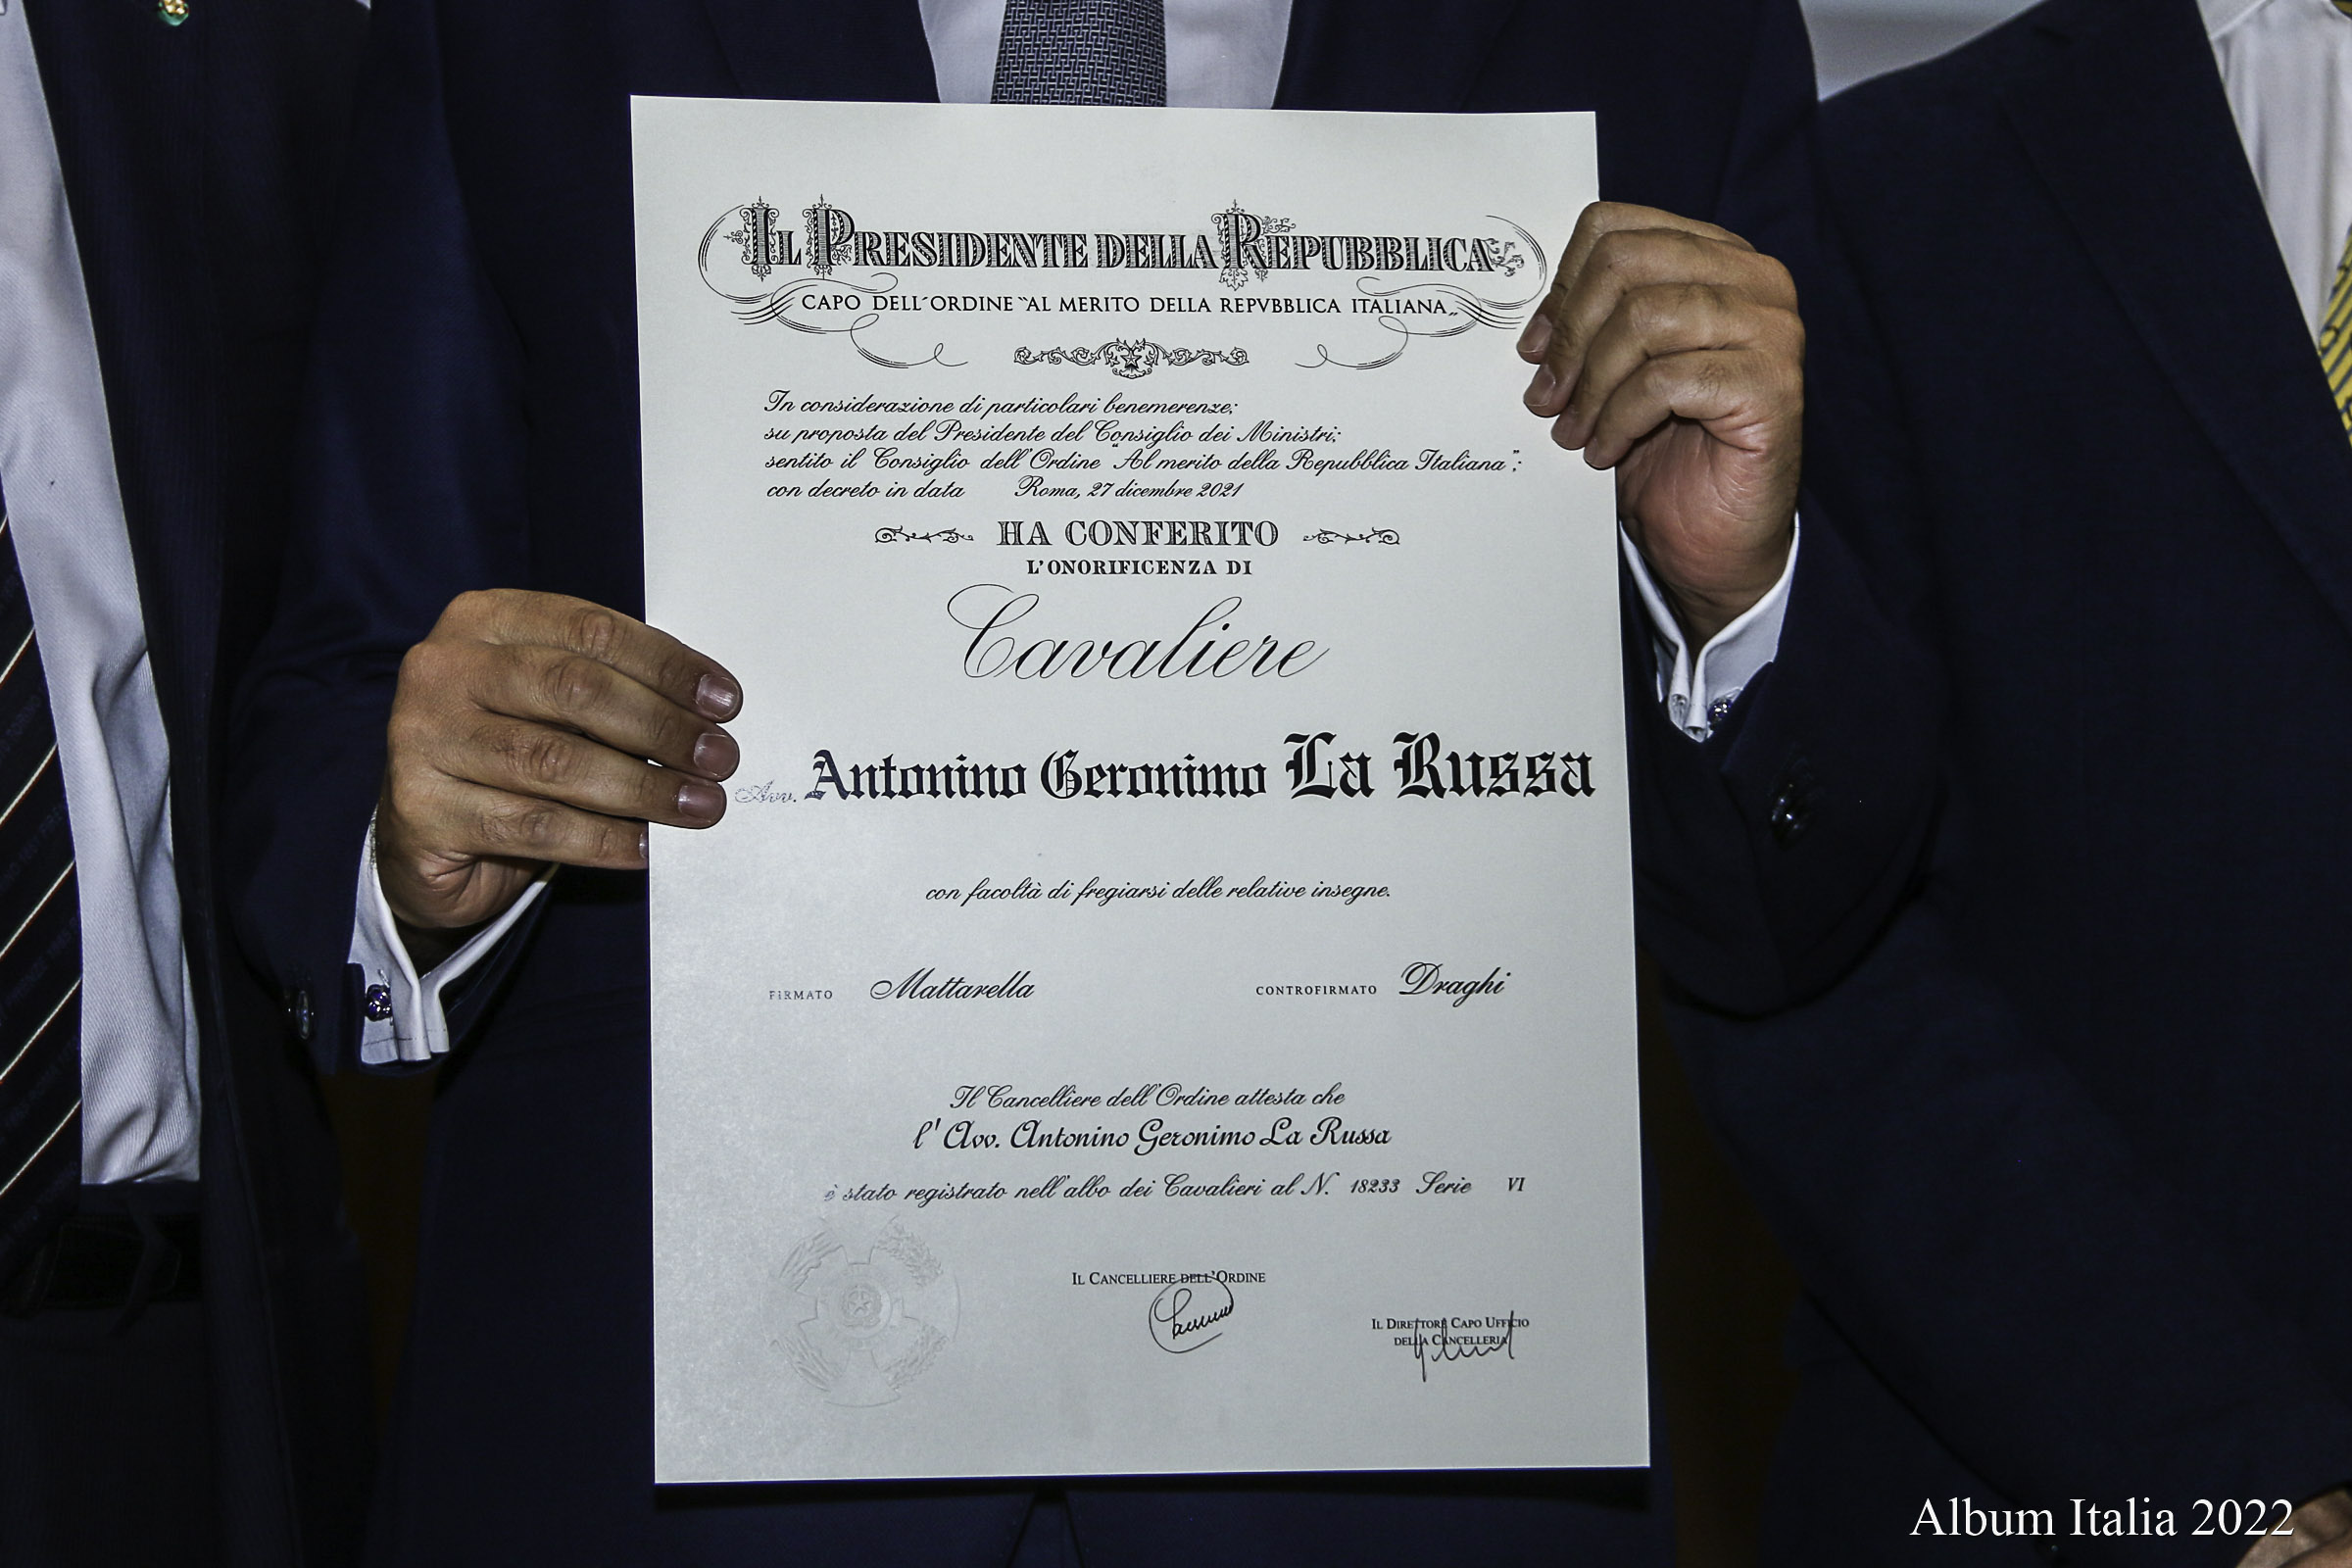 Il Presidente della Repubblica
CAPO DELL'ORDINE "AL MERITO DELLA REPVBBLICA ITALIANA„
In considerazione di particolari benemerenze;
su proposta del Presidente del Consiglio dei Ministri;
sentito il Consiglio dell'Ordine "Al merito della Repubblica Italiana";
con decreto in data Roma, 27 dicembre 2021
HA CONFERITO
L'ONORIFICENZA DI
Cavaliere
Avv. Antonino Geronimo La Russa
con facoltà di fregiarsi delle relative insegne.
FIRMATO Mattarella CONTROFIRMATO Draghi
Il Cancelliere dell'Ordine attesta che
l'Avv. Antonino Geronimo La Russa
è stato registrato nell'albo dei Cavalieri al N. 18233 Serie VI
Il Cancelliere dell'Ordine
Il Direttore Capo Ufficio
della Cancelleria
Album Italia 2022